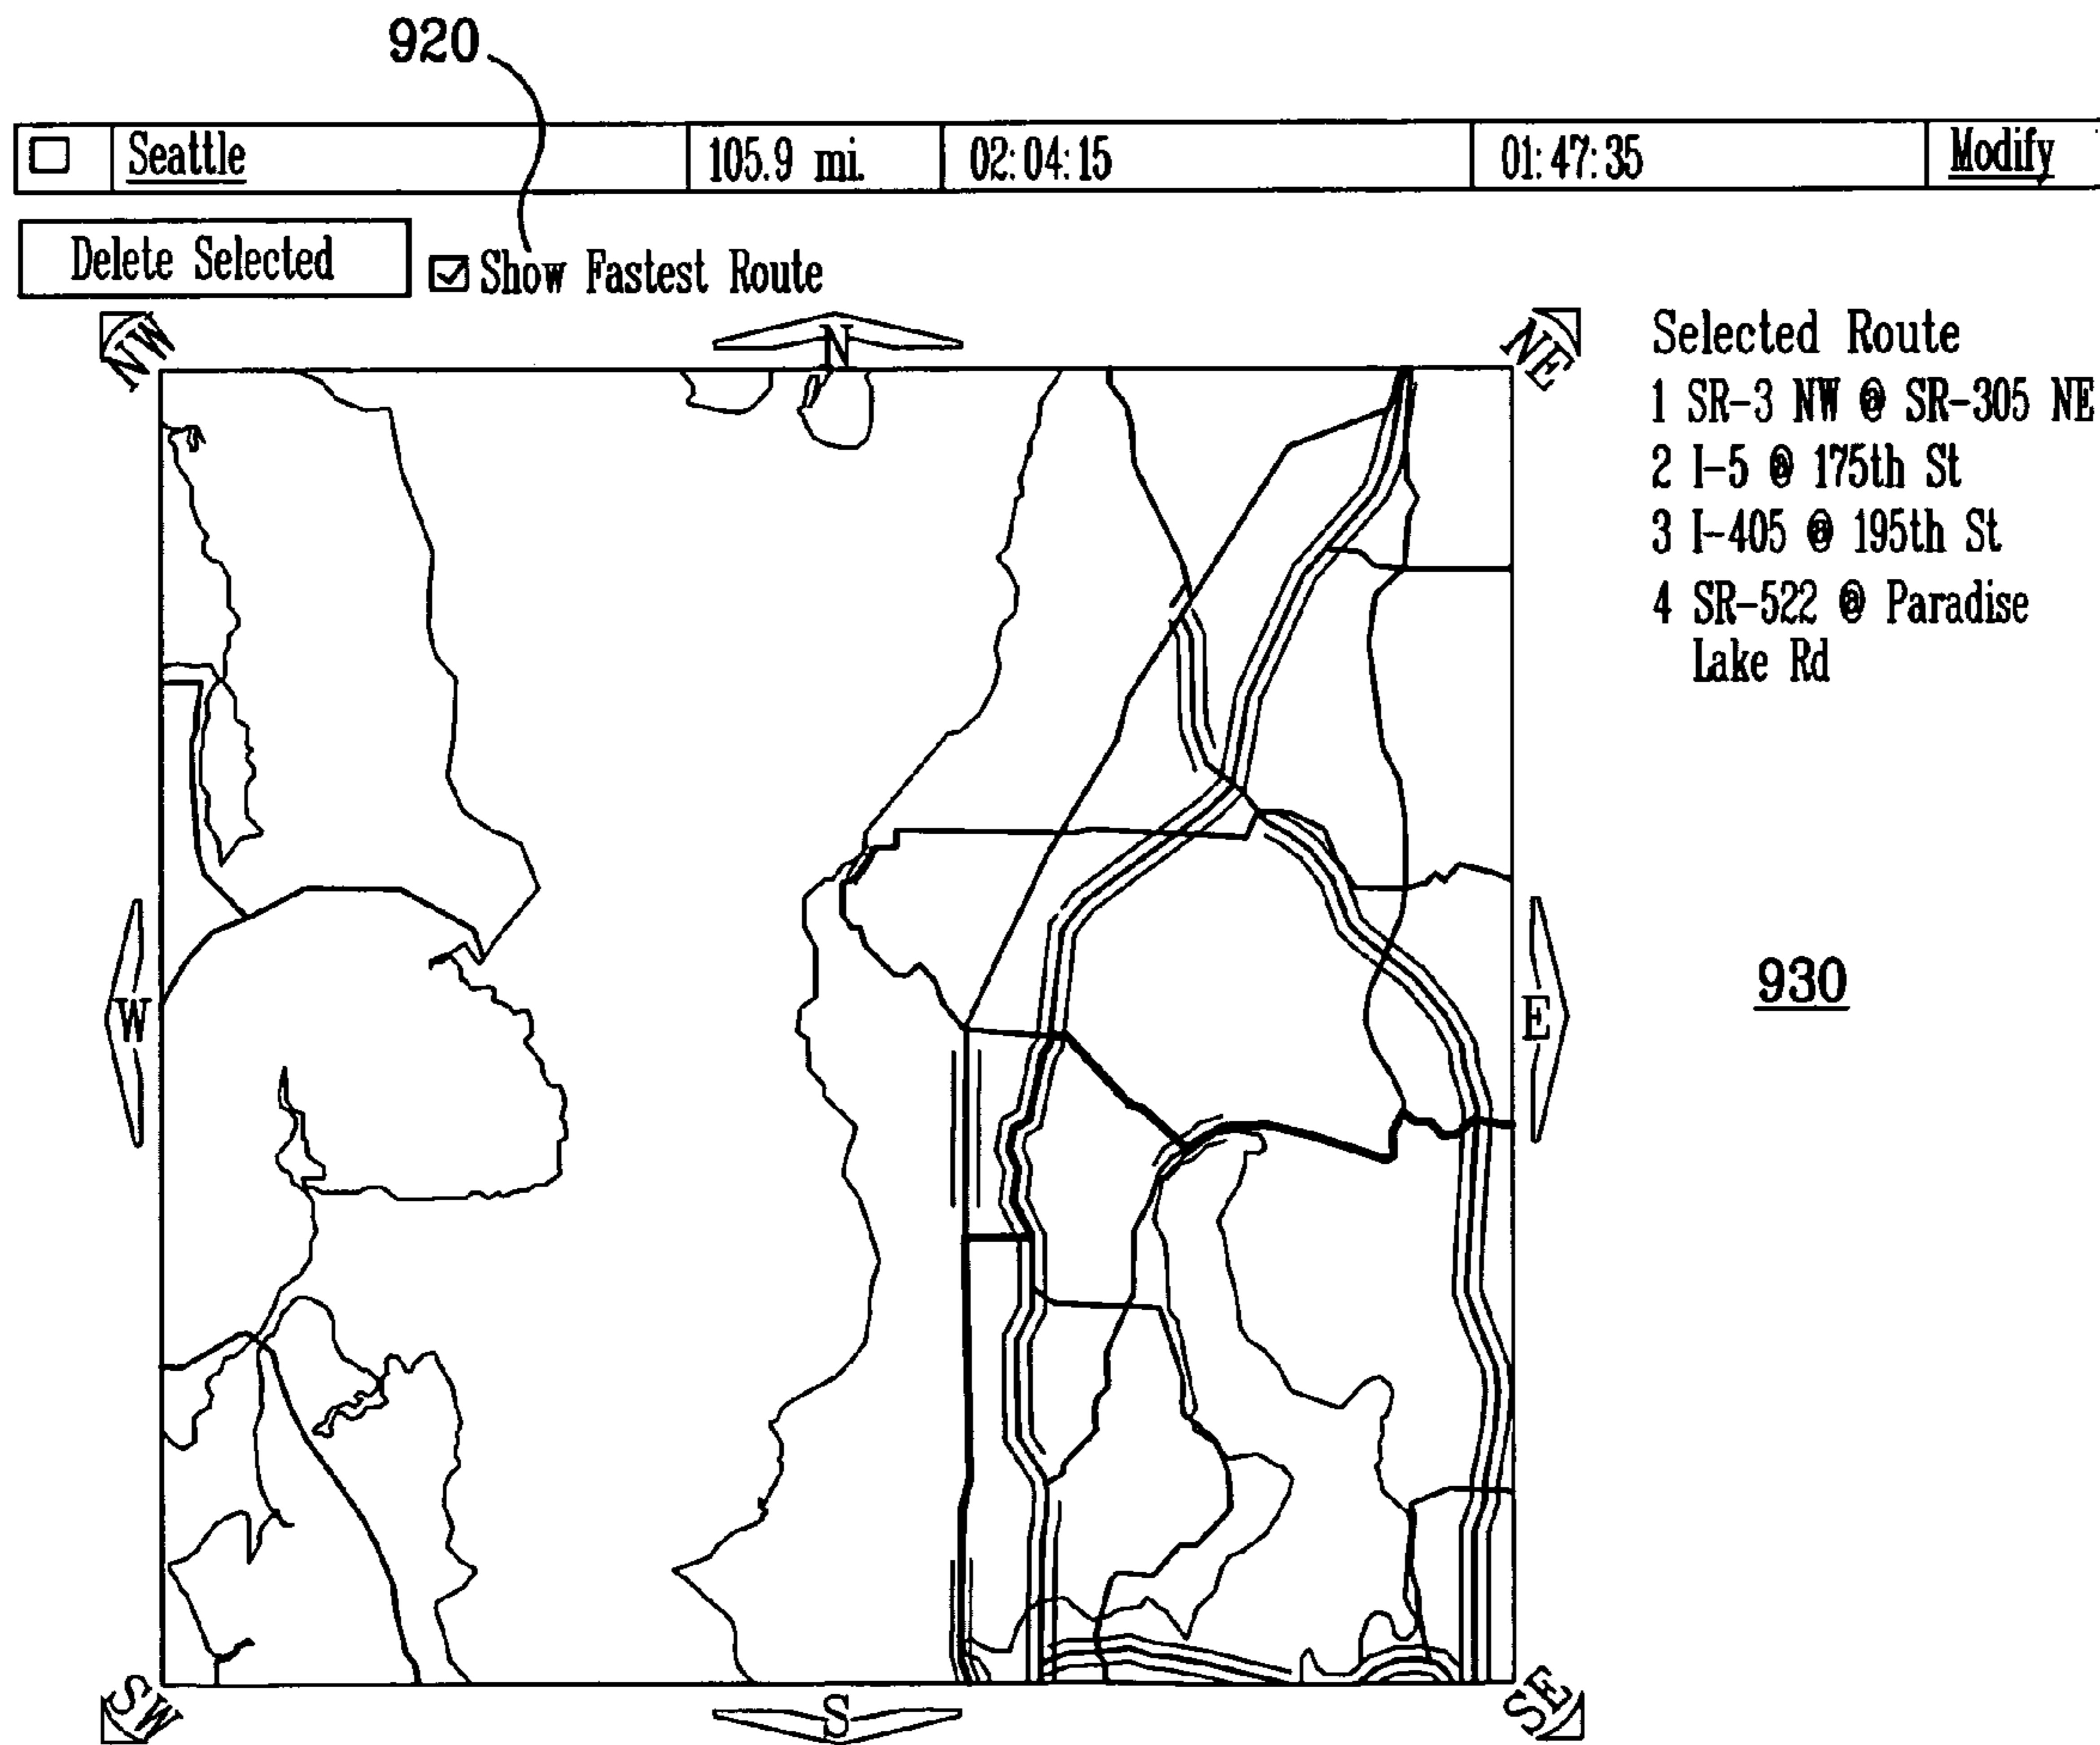 920
Seattle 105.9 mi. 02:04:15 01:47:35 Modify
Delete Selected
Show Fastest Route
NW
N
NE
Selected Route
1 SR-3 NW @ SR-305 NE
2 I-5 @ 175th St
3 I-405 @ 195th St
4 SR-522 @ Paradise
Lake Rd
W
E
930
SW
S
SE